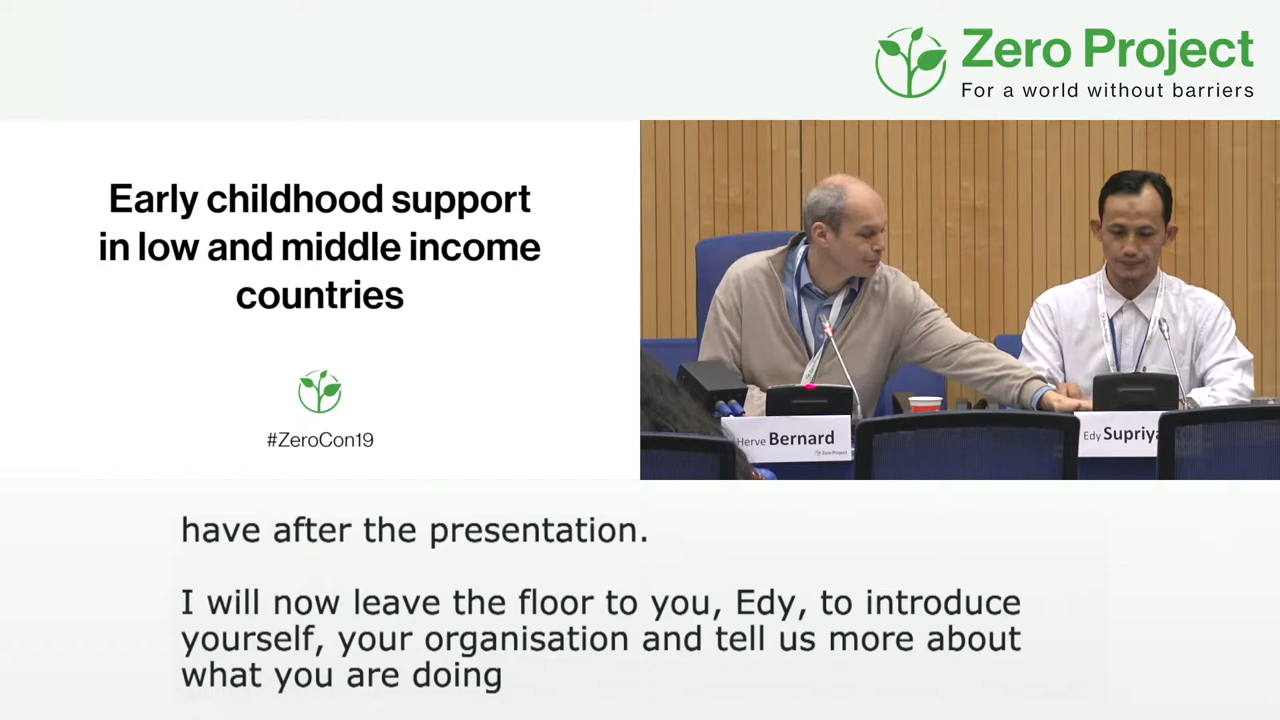 Zero Project
For a world without barriers
Early childhood support
in low and middle income
countries
#ZeroCon19
Herve Bernard
Zero Project
Edy Supriya
have after the presentation.
I will now leave the floor to you, Edy, to introduce
yourself, your organisation and tell us more about
what you are doing